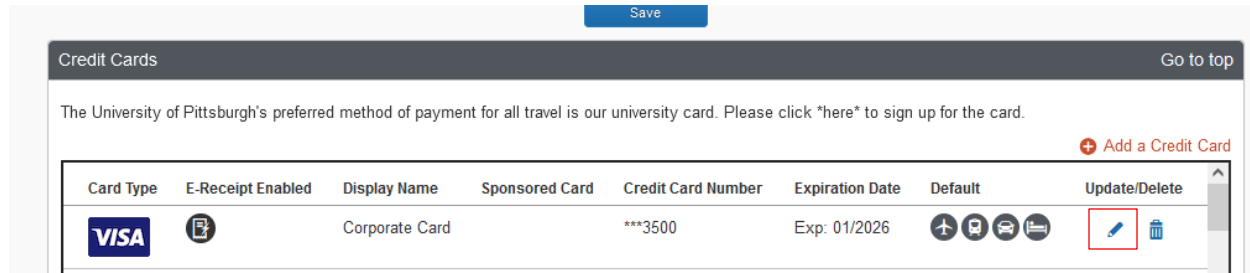 Save
Credit Cards Go to top
The University of Pittsburgh's preferred method of payment for all travel is our university card. Please click *here* to sign up for the card.
Add a Credit Card
Card Type E-Receipt Enabled Display Name Sponsored Card Credit Card Number Expiration Date Default Update/Delete
VISA Corporate Card ***3500 Exp: 01/2026